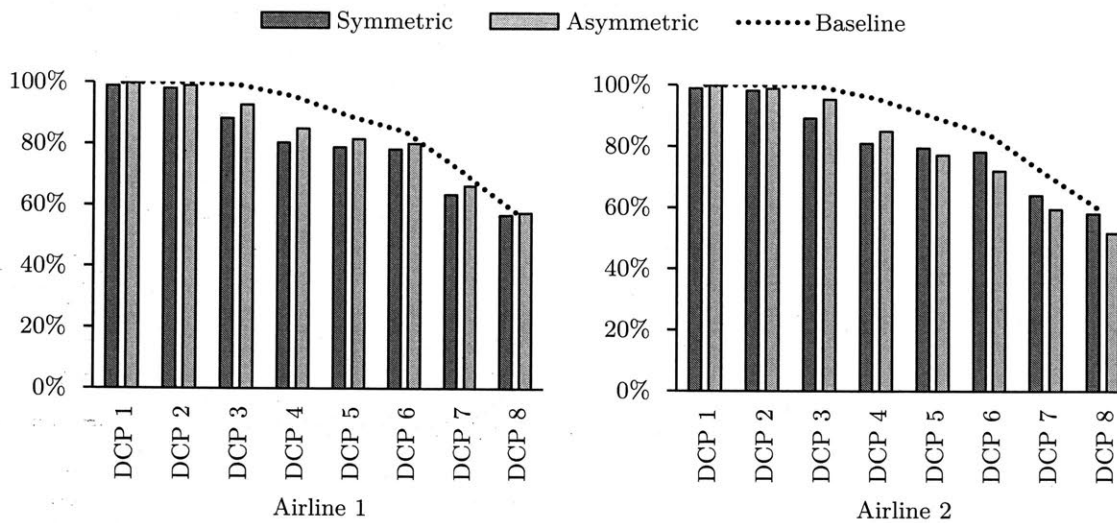 Symmetric Asymmetric Baseline
100%
80%
60%
40%
20%
0%
DCP 1
DCP 2
DCP 3
DCP 4
DCP 5
DCP 6
DCP 7
DCP 8
Airline 1
100%
80%
60%
40%
20%
0%
DCP 1
DCP 2
DCP 3
DCP 4
DCP 5
DCP 6
DCP 7
DCP 8
Airline 2